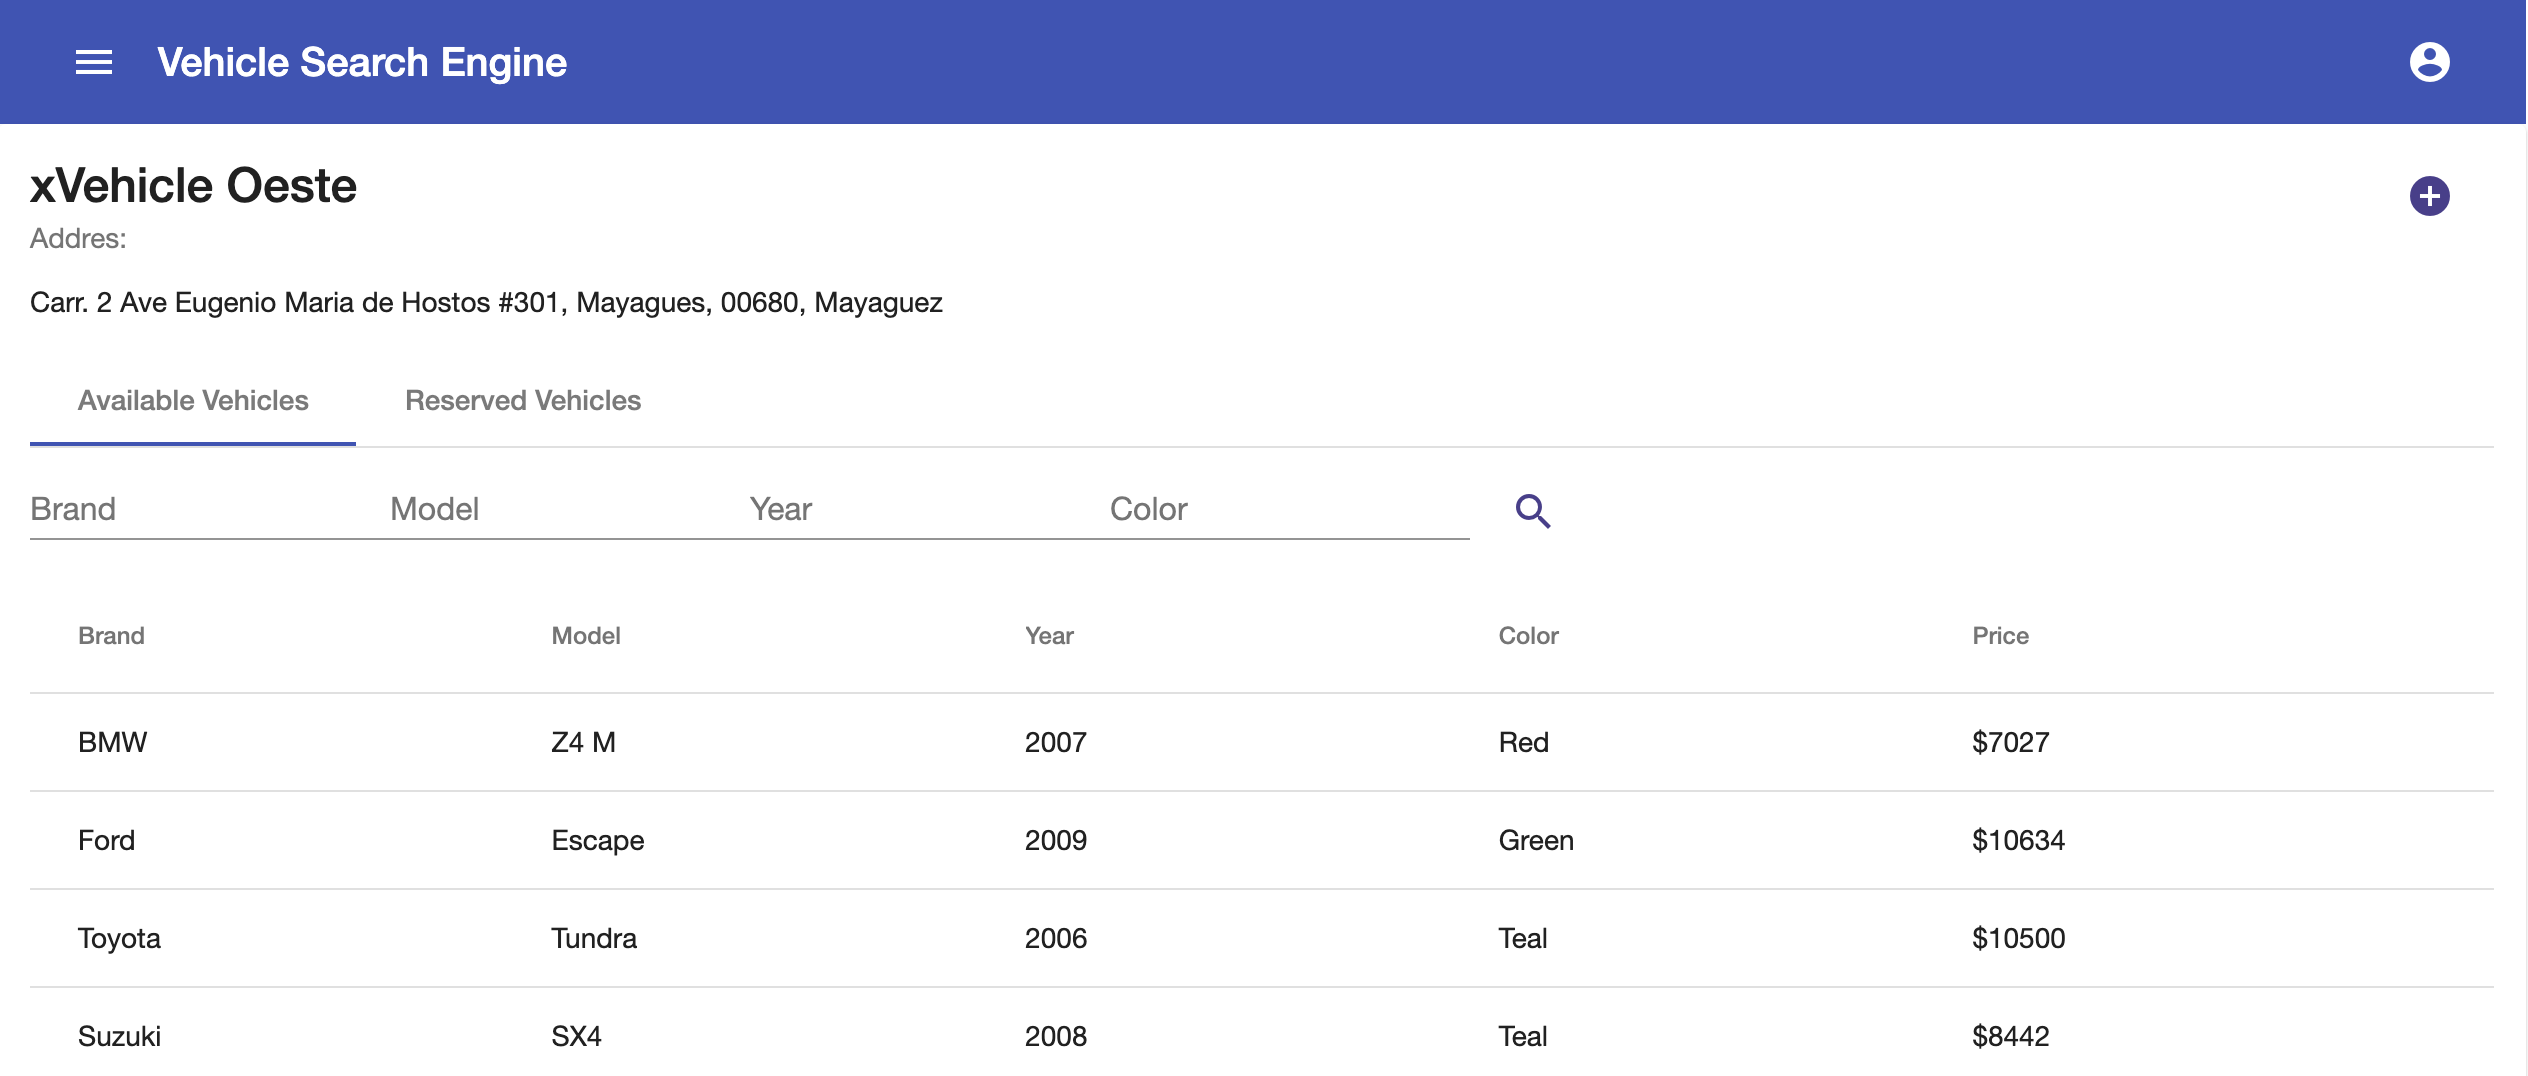 Vehicle Search Engine
xVehicle Oeste
Addres:
Carr. 2 Ave Eugenio Maria de Hostos #301, Mayagues, 00680, Mayaguez
Available Vehicles Reserved Vehicles
Brand Model Year Color
Brand Model Year Color Price
BMW Z4 M 2007 Red $7027
Ford Escape 2009 Green $10634
Toyota Tundra 2006 Teal $10500
Suzuki SX4 2008 Teal $8442